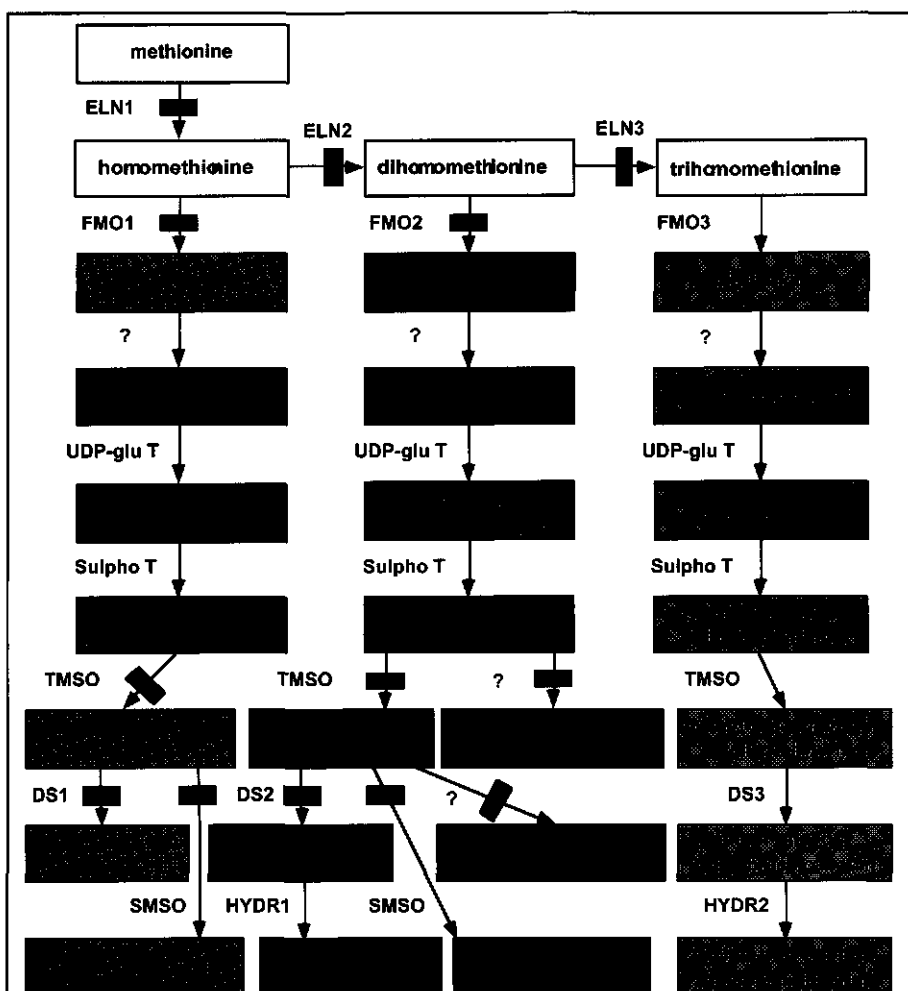 methionine
ELN1
ELN2
ELN3
homomethionine
dihomomethionine
trihomomethionine
FMO1
FMO2
FMO3
?
?
?
UDP-glu T
UDP-glu T
UDP-glu T
Sulpho T
Sulpho T
Sulpho T
TMSO
TMSO
?
TMSO
DS1
DS2
?
DS3
SMSO
HYDR1
SMSO
HYDR2